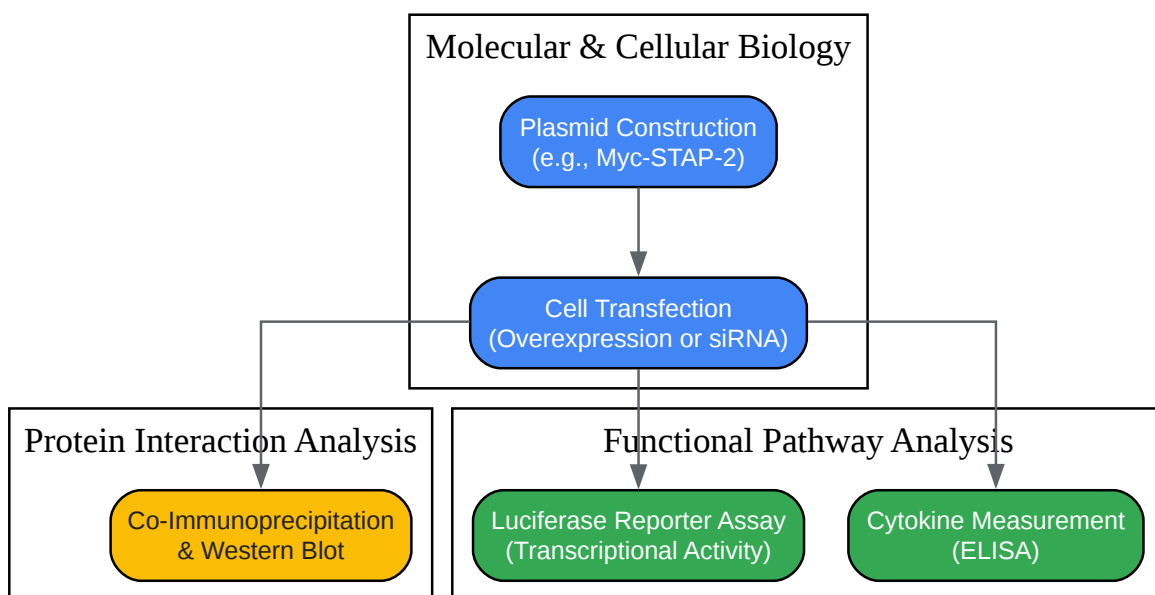 Molecular & Cellular Biology
Plasmid Construction
(e.g., Myc-STAP-2)
Cell Transfection
(Overexpression or siRNA)
Protein Interaction Analysis
Co-Immunoprecipitation
& Western Blot
Functional Pathway Analysis
Luciferase Reporter Assay
(Transcriptional Activity)
Cytokine Measurement
(ELISA)